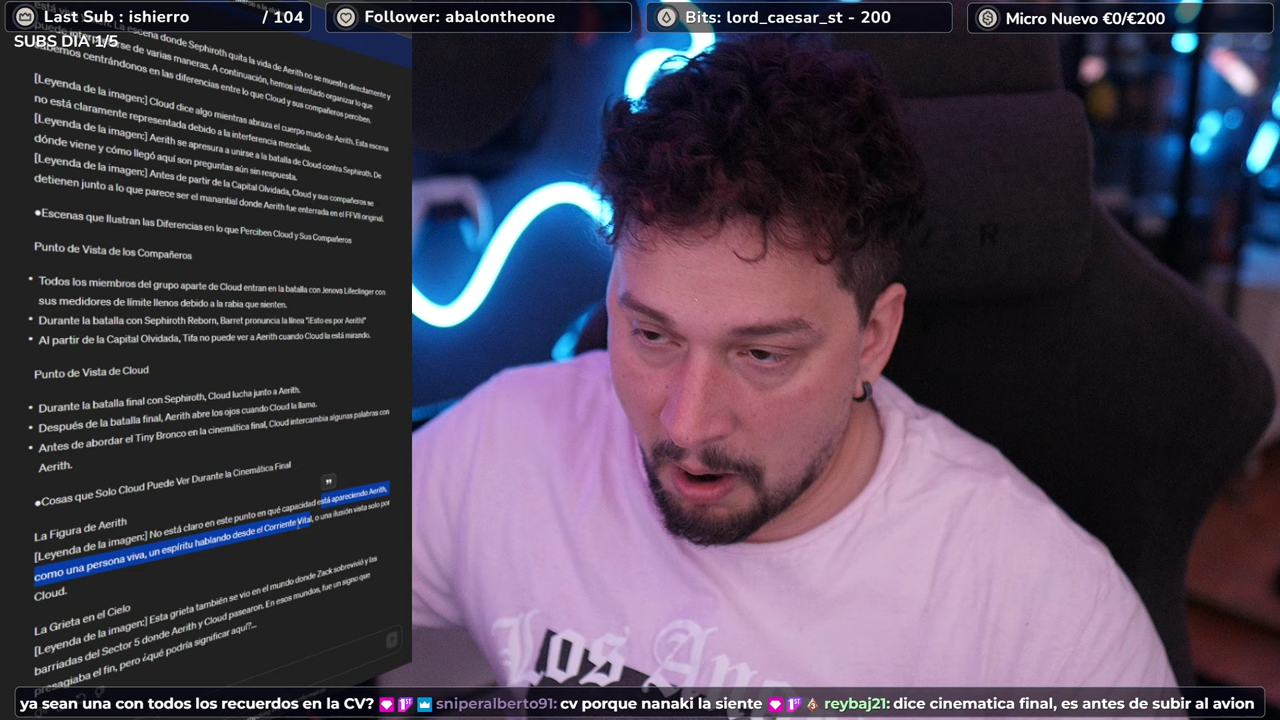 Last Sub : ishierro / 104
Follower: abalontheone
Bits: lord_caesar_st - 200
Micro Nuevo €0/€200
SUBS DIA 1/5
escena donde Sephiroth quita la vida de Aerith no se muestra directamente y
puede interpretarse de varias maneras. A continuación, hemos intentado organizar lo que
sabemos centrándonos en las diferencias entre lo que Cloud y sus compañeros perciben.
[Leyenda de la imagen:] Cloud dice algo mientras abraza el cuerpo mudo de Aerith. Esta escena
no está claramente representada debido a la interferencia mezclada.
[Leyenda de la imagen:] Aerith se apresura a unirse a la batalla de Cloud contra Sephiroth. De
dónde viene y cómo llegó aquí son preguntas aún sin respuesta.
[Leyenda de la imagen:] Antes de partir de la Capital Olvidada, Cloud y sus compañeros se
detienen junto a lo que parece ser el manantial donde Aerith fue enterrada en el FFVII original.
●Escenas que Ilustran las Diferencias en lo que Perciben Cloud y Sus Compañeros
Punto de Vista de los Compañeros
• Todos los miembros del grupo aparte de Cloud entran en la batalla con Jenova Lifeclinger con
sus medidores de límite llenos debido a la rabia que sienten.
• Durante la batalla con Sephiroth Reborn, Barret pronuncia la línea "¡Esto es por Aerith!"
• Al partir de la Capital Olvidada, Tifa no puede ver a Aerith cuando Cloud la está mirando.
Punto de Vista de Cloud
• Durante la batalla final con Sephiroth, Cloud lucha junto a Aerith.
• Después de la batalla final, Aerith abre los ojos cuando Cloud la llama.
• Antes de abordar el Tiny Bronco en la cinemática final, Cloud intercambia algunas palabras con
Aerith.
●Cosas que Solo Cloud Puede Ver Durante la Cinemática Final
La Figura de Aerith
[Leyenda de la imagen:] No está claro en este punto en qué capacidad está apareciendo Aerith,
como una persona viva, un espíritu hablando desde el Corriente Vital, o una ilusión vista solo por
Cloud.
La Grieta en el Cielo
[Leyenda de la imagen:] Esta grieta también se vio en el mundo donde Zack sobrevivió y las
barriadas del Sector 5 donde Aerith y Cloud pasearon. En esos mundos, fue un signo que
presagiaba el fin, pero ¿qué podría significar aquí?...
Los An
ya sean una con todos los recuerdos en la CV? 1ST sniperalberto91: cv porque nanaki la siente 1ST reybaj21: dice cinematica final, es antes de subir al avion